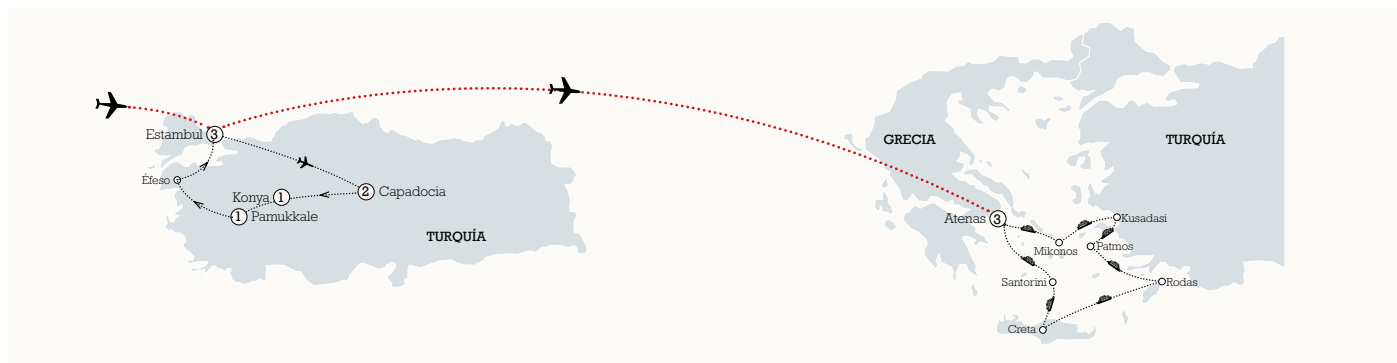 Estambul 3
Éfeso
Konya 1
2 Capadocia
1 Pamukkale
TURQUÍA
GRECIA
TURQUÍA
Atenas 3
Kusadasi
Mikonos
Patmos
Santorini
Rodas
Creta